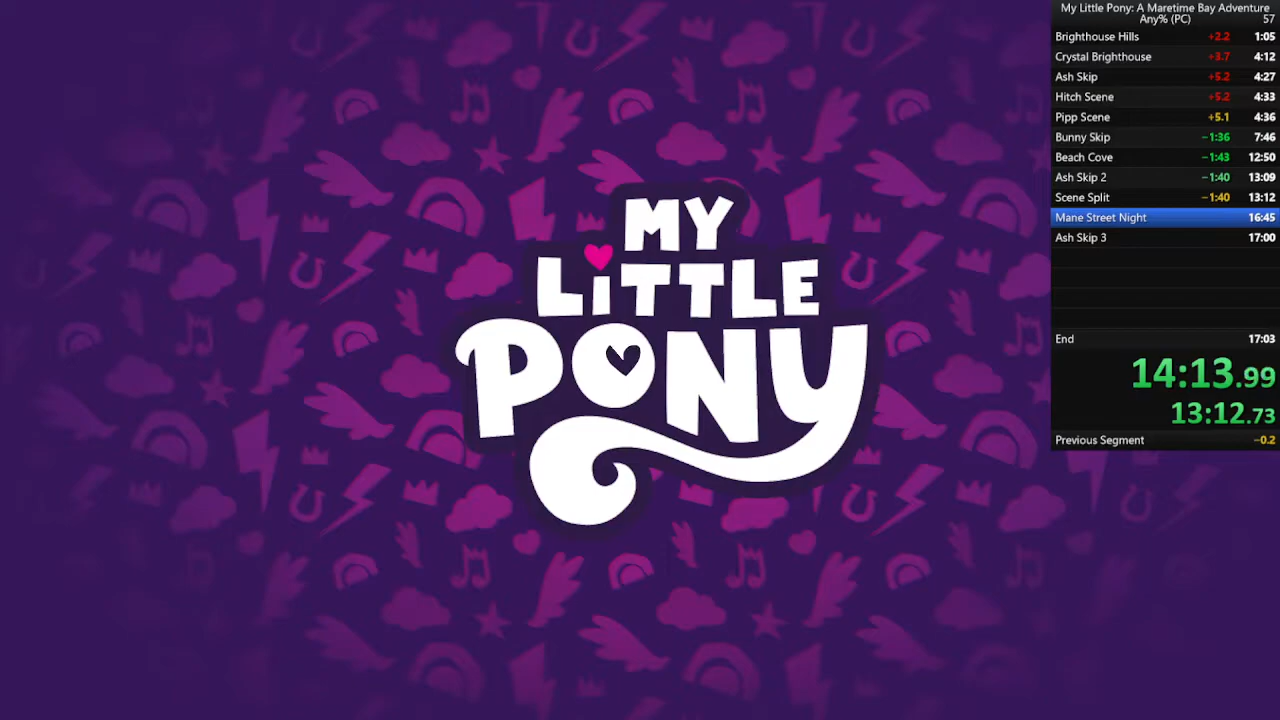 MY
LiTTLE
PONY
My Little Pony: A Maretime Bay Adventure
Any% (PC) 57
Brighthouse Hills +2.2 1:05
Crystal Brighthouse +3.7 4:12
Ash Skip +5.2 4:27
Hitch Scene +5.2 4:33
Pipp Scene +5.1 4:36
Bunny Skip −1:36 7:46
Beach Cove −1:43 12:50
Ash Skip 2 −1:40 13:09
Scene Split −1:40 13:12
Mane Street Night 16:45
Ash Skip 3 17:00
End 17:03
14:13.99
13:12.73
Previous Segment −0.2